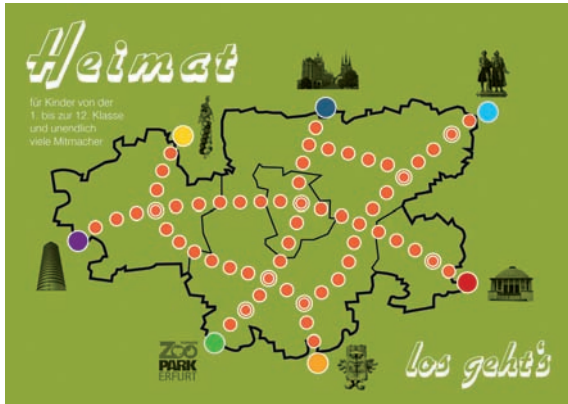 Heimat
für Kinder von der
1. bis zur 12. Klasse
und unendlich
viele Mitmacher
ZOO
PARK
ERFURT
los geht's